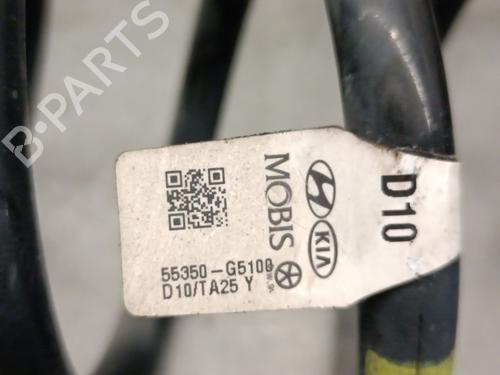 B-PARTS
MOBIS
KIA
D10
55350-G5100
D10/TA25 Y